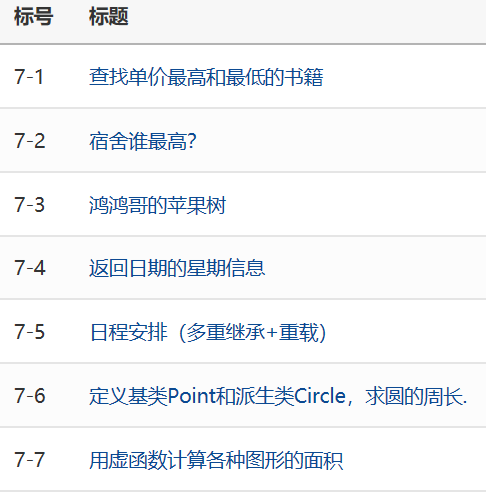 标号 标题
7-1 查找单价最高和最低的书籍
7-2 宿舍谁最高?
7-3 鸿鸿哥的苹果树
7-4 返回日期的星期信息
7-5 日程安排（多重继承+重载）
7-6 定义基类Point和派生类Circle，求圆的周长.
7-7 用虚函数计算各种图形的面积